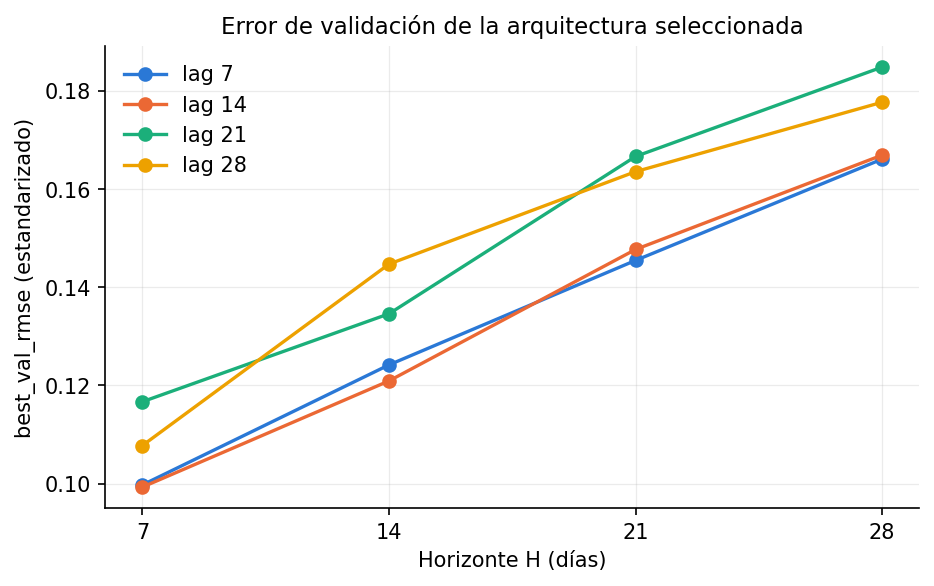 Error de validación de la arquitectura seleccionada
lag 7
lag 14
lag 21
lag 28
best_val_rmse (estandarizado)
0.18
0.16
0.14
0.12
0.10
7
14
21
28
Horizonte H (días)